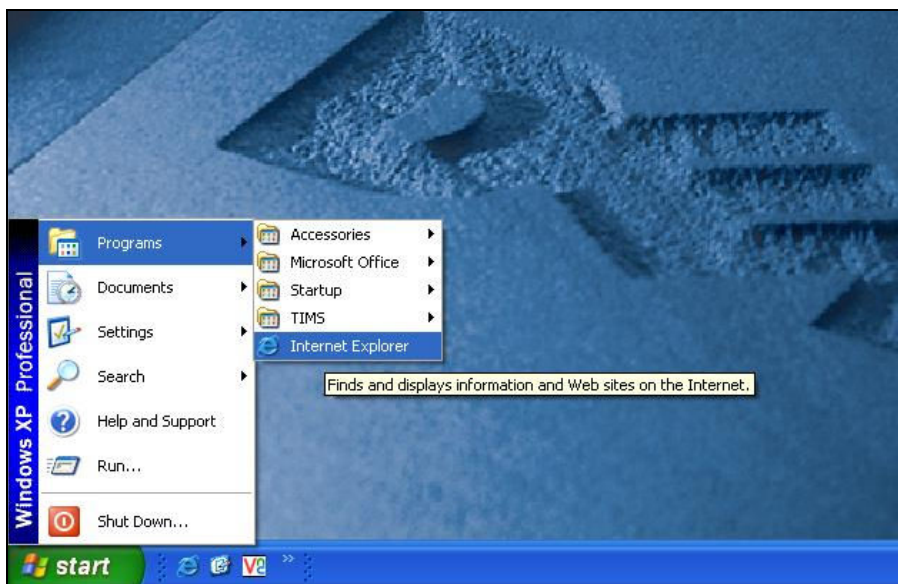 Programs
Documents
Settings
Search
Help and Support
Run...
Shut Down...
Windows XP Professional
Accessories
Microsoft Office
Startup
TIMS
Internet Explorer
Finds and displays information and Web sites on the Internet.
start